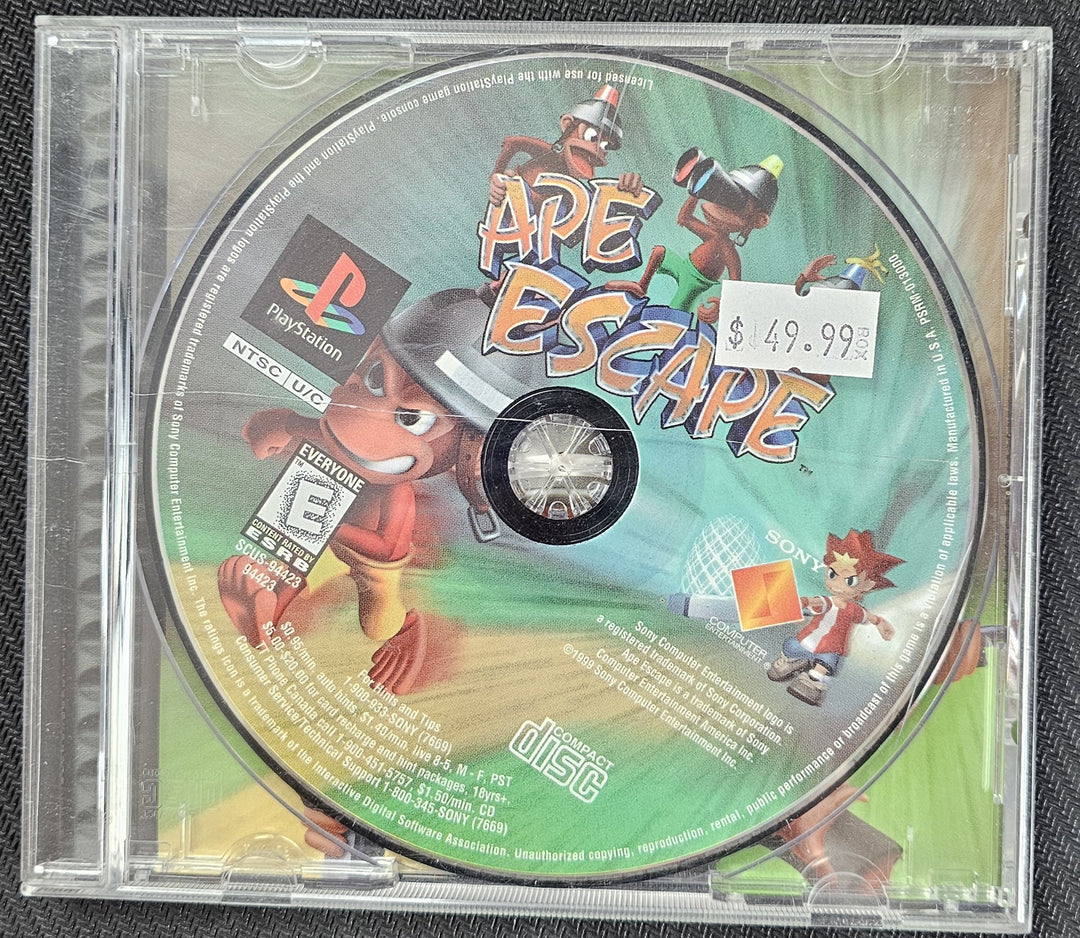 APE
ESCAPE
™
$ 49.99
BOX
PlayStation
NTSC U/C
EVERYONE
™
E
CONTENT RATED BY
ESRB
SCUS-94423
94423
SONY
COMPUTER
ENTERTAINMENT®
For Hints and Tips
1-900-933-SONY (7669)
$0.95/min. auto hints, $1.40/min. live 8-5, M - F, PST
$5.00-$20.00 for card recharge and hint packages, 18yrs+.
TT Phone. Canada call 1-900-451-5757, $1.50/min. CD
Consumer Service/Technical Support 1-800-345-SONY (7669)
Sony Computer Entertainment logo is
a registered trademark of Sony Corporation.
Ape Escape is a trademark of Sony
Computer Entertainment America Inc.
©1999 Sony Computer Entertainment Inc.
COMPACT
disc
Licensed for use with the PlayStation game console. PlayStation and the PlayStation logos are registered trademarks of Sony Computer Entertainment Inc. The ratings icon is a trademark of the Interactive Digital Software Association. Unauthorized copying, reproduction, rental, public performance or broadcast of this game is a violation of applicable laws. Manufactured in U.S.A. PSRM-013000.